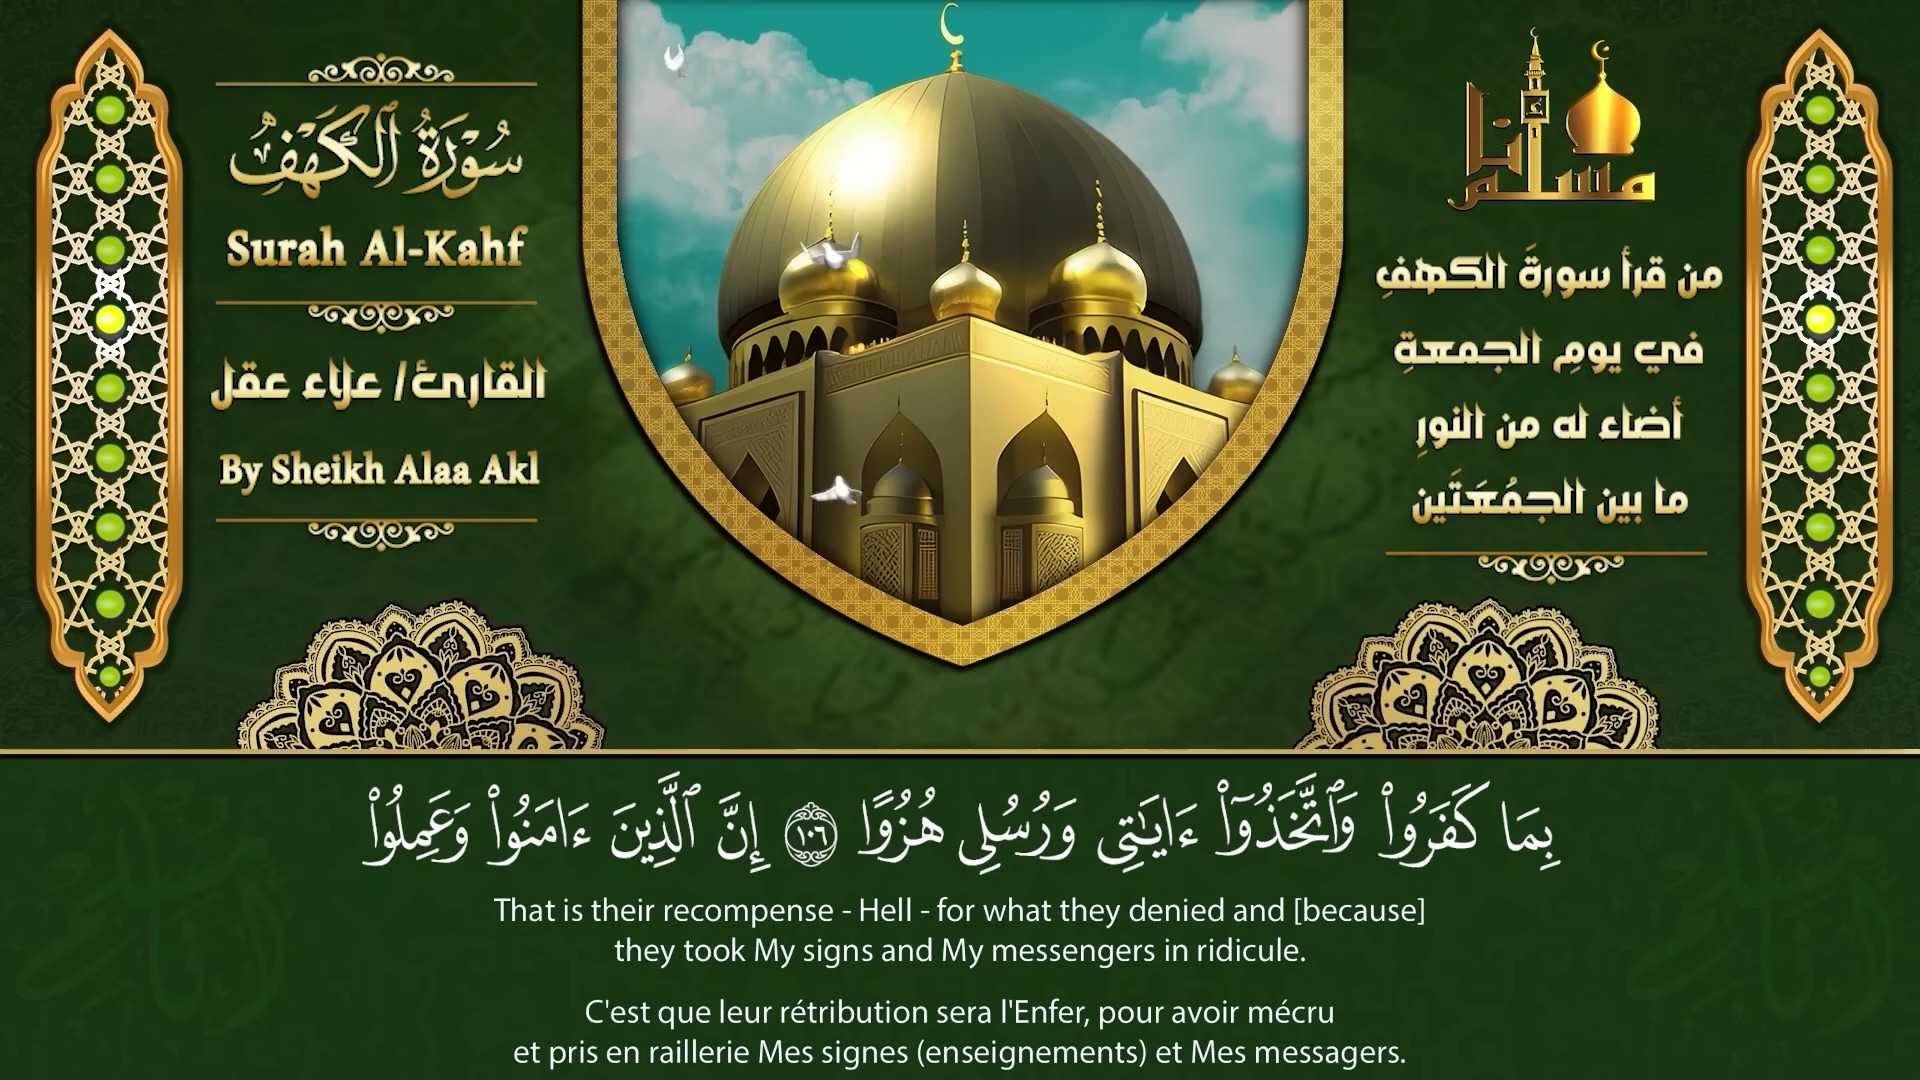 سُوْرَةُ الكَهْفِ
Surah Al-Kahf
القارئ / علاء عقل
By Sheikh Alaa Akl
أنا مسلم
من قرأ سورةَ الكهفِ
في يومِ الجمعةِ
أضاء له من النورِ
ما بين الجمُعَتَين
بِمَا كَفَرُوا۟ وَٱتَّخَذُوٓا۟ ءَايَـٰتِى وَرُسُلِى هُزُوًا ١٠٦ إِنَّ ٱلَّذِينَ ءَامَنُوا۟ وَعَمِلُوا۟
That is their recompense - Hell - for what they denied and [because]
they took My signs and My messengers in ridicule.
C'est que leur rétribution sera l'Enfer, pour avoir mécru
et pris en raillerie Mes signes (enseignements) et Mes messagers.